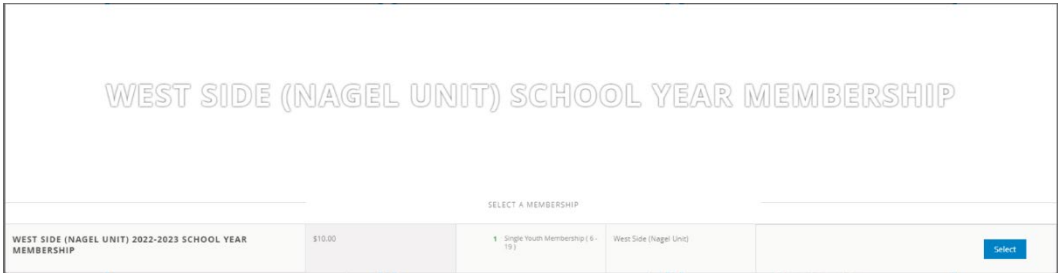 WEST SIDE (NAGEL UNIT) SCHOOL YEAR MEMBERSHIP
SELECT A MEMBERSHIP
WEST SIDE (NAGEL UNIT) 2022-2023 SCHOOL YEAR
MEMBERSHIP
$10.00
1 Single Youth Membership ( 6 -
19 )
West Side (Nagel Unit)
Select